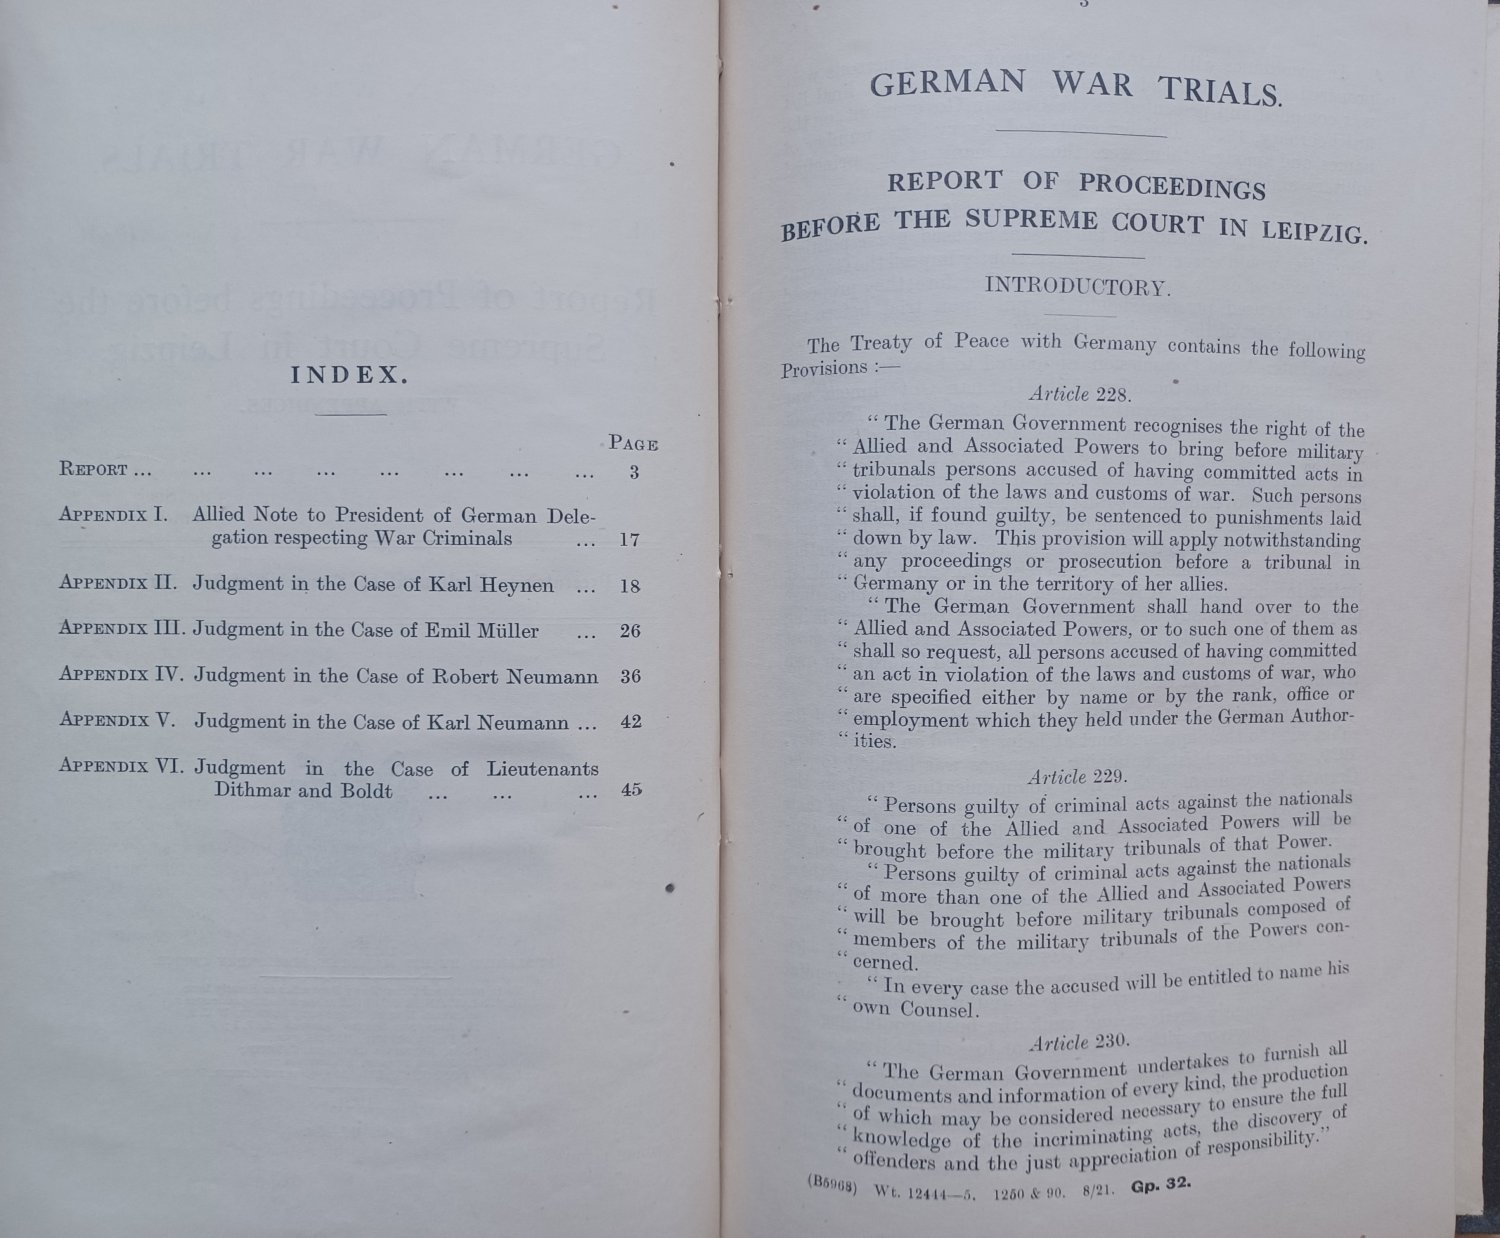 INDEX.
PAGE
REPORT ... ... ... ... ... ... ... ... 3
APPENDIX I. Allied Note to President of German Dele-
gation respecting War Criminals ... 17
APPENDIX II. Judgment in the Case of Karl Heynen ... 18
APPENDIX III. Judgment in the Case of Emil Müller ... 26
APPENDIX IV. Judgment in the Case of Robert Neumann 36
APPENDIX V. Judgment in the Case of Karl Neumann ... 42
APPENDIX VI. Judgment in the Case of Lieutenants
Dithmar and Boldt ... ... ... 45
3
GERMAN WAR TRIALS.
REPORT OF PROCEEDINGS
BEFORE THE SUPREME COURT IN LEIPZIG.
INTRODUCTORY.
The Treaty of Peace with Germany contains the following
Provisions :—
Article 228.
“ The German Government recognises the right of the
“ Allied and Associated Powers to bring before military
“ tribunals persons accused of having committed acts in
“ violation of the laws and customs of war. Such persons
“ shall, if found guilty, be sentenced to punishments laid
“ down by law. This provision will apply notwithstanding
“ any proceedings or prosecution before a tribunal in
“ Germany or in the territory of her allies.
“ The German Government shall hand over to the
“ Allied and Associated Powers, or to such one of them as
“ shall so request, all persons accused of having committed
“ an act in violation of the laws and customs of war, who
“ are specified either by name or by the rank, office or
“ employment which they held under the German Author-
“ ities.
Article 229.
“ Persons guilty of criminal acts against the nationals
“ of one of the Allied and Associated Powers will be
“ brought before the military tribunals of that Power.
“ Persons guilty of criminal acts against the nationals
“ of more than one of the Allied and Associated Powers
“ will be brought before military tribunals composed of
“ members of the military tribunals of the Powers con-
“ cerned.
“ In every case the accused will be entitled to name his
“ own Counsel.
Article 230.
“ The German Government undertakes to furnish all
“ documents and information of every kind, the production
“ of which may be considered necessary to ensure the full
“ knowledge of the incriminating acts, the discovery of
“ offenders and the just appreciation of responsibility.”
(B5968) Wt. 12444—5. 1250 & 90. 8/21. Gp. 32.